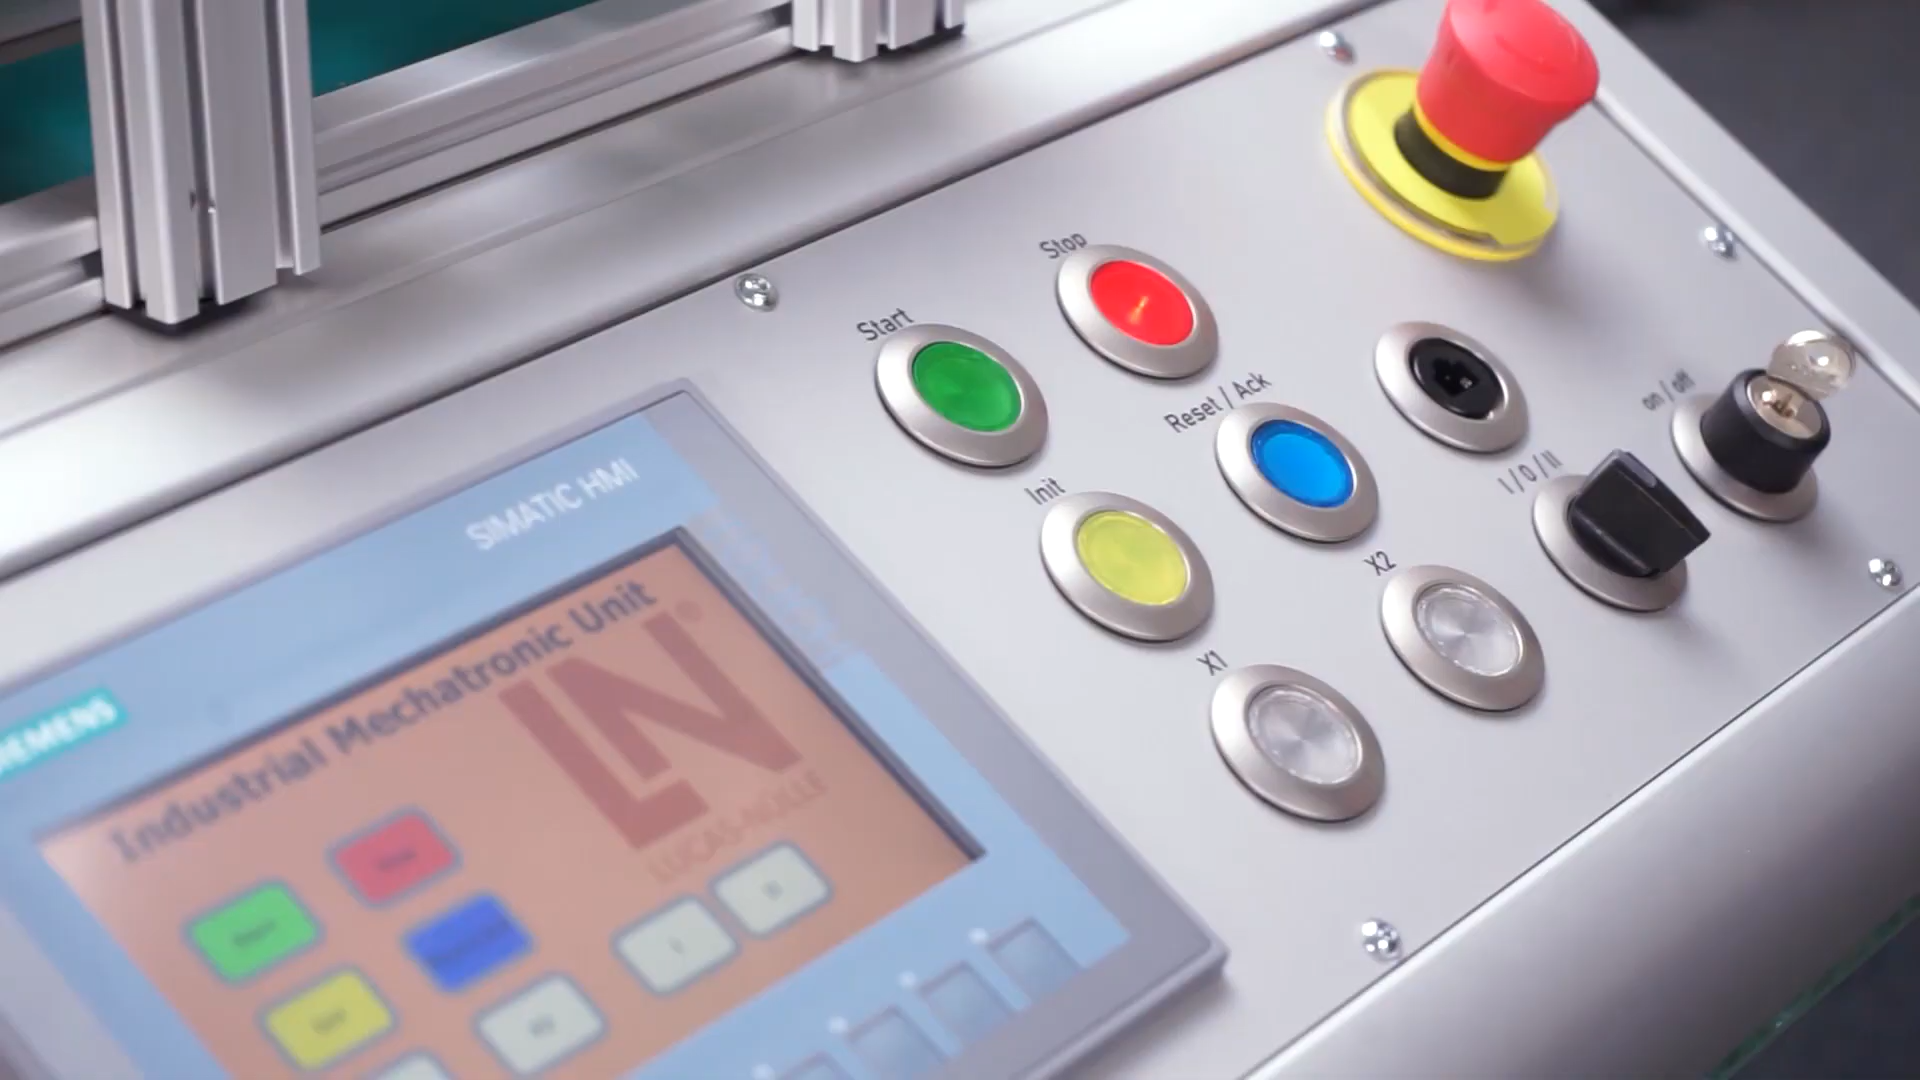 Stop
Start
Reset / Ack
on / off
I / 0 / II
Init
X2
X1
SIMATIC HMI
SIEMENS
Industrial Mechatronic Unit
LN®
LUCAS-NÜLLE